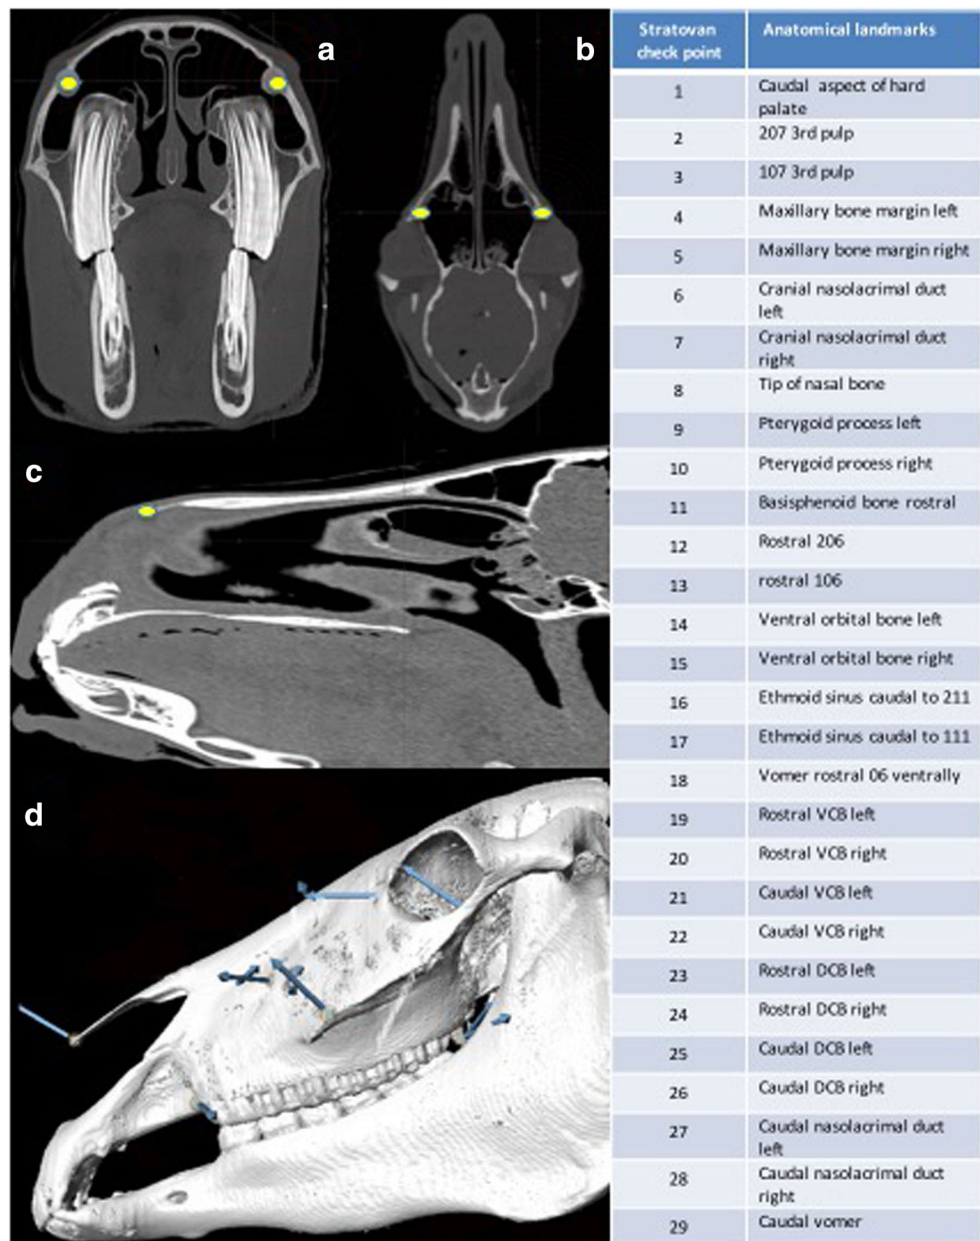 a
b
c
d
Stratovan
check point
Anatomical landmarks
1
Caudal aspect of hard
palate
2
207 3rd pulp
3
107 3rd pulp
4
Maxillary bone margin left
5
Maxillary bone margin right
6
Cranial nasolacrimal duct
left
7
Cranial nasolacrimal duct
right
8
Tip of nasal bone
9
Pterygoid process left
10
Pterygoid process right
11
Basisphenoid bone rostral
12
Rostral 206
13
rostral 106
14
Ventral orbital bone left
15
Ventral orbital bone right
16
Ethmoid sinus caudal to 211
17
Ethmoid sinus caudal to 111
18
Vomer rostral 06 ventrally
19
Rostral VCB left
20
Rostral VCB right
21
Caudal VCB left
22
Caudal VCB right
23
Rostral DCB left
24
Rostral DCB right
25
Caudal DCB left
26
Caudal DCB right
27
Caudal nasolacrimal duct
left
28
Caudal nasolacrimal duct
right
29
Caudal vomer